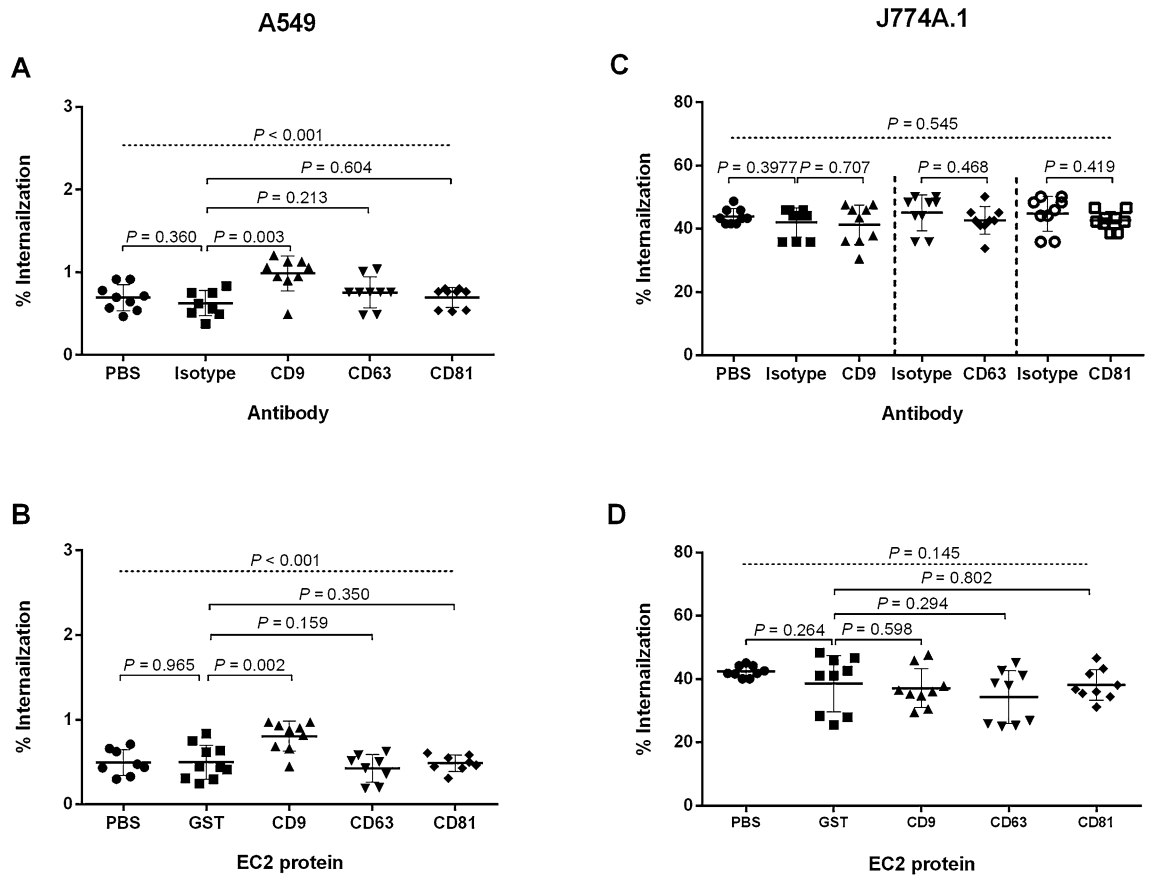 A549
J774A.1
A
3
2
1
0
% Internailzation
P < 0.001
P = 0.604
P = 0.213
P = 0.360
P = 0.003
PBS
Isotype
CD9
CD63
CD81
Antibody
C
80
60
40
20
0
% Internailzation
P = 0.545
P = 0.3977
P = 0.707
P = 0.468
P = 0.419
PBS
Isotype
CD9
Isotype
CD63
Isotype
CD81
Antibody
B
3
2
1
0
% Internailzation
P < 0.001
P = 0.350
P = 0.159
P = 0.965
P = 0.002
PBS
GST
CD9
CD63
CD81
EC2 protein
D
80
60
40
20
0
% Internailzation
P = 0.145
P = 0.802
P = 0.294
P = 0.264
P = 0.598
PBS
GST
CD9
CD63
CD81
EC2 protein